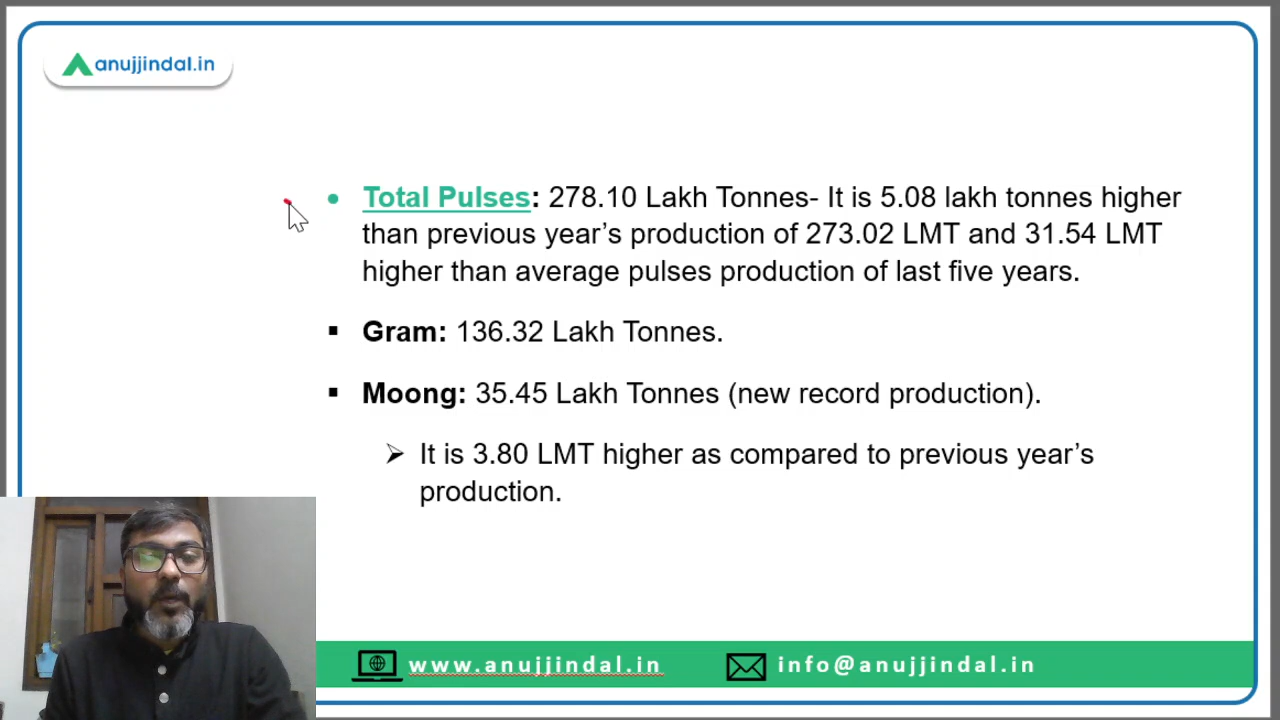 anujjindal.in
• Total Pulses: 278.10 Lakh Tonnes- It is 5.08 lakh tonnes higher
than previous year’s production of 273.02 LMT and 31.54 LMT
higher than average pulses production of last five years.
▪ Gram: 136.32 Lakh Tonnes.
▪ Moong: 35.45 Lakh Tonnes (new record production).
➢ It is 3.80 LMT higher as compared to previous year’s
production.
www.anujjindal.in
info@anujjindal.in